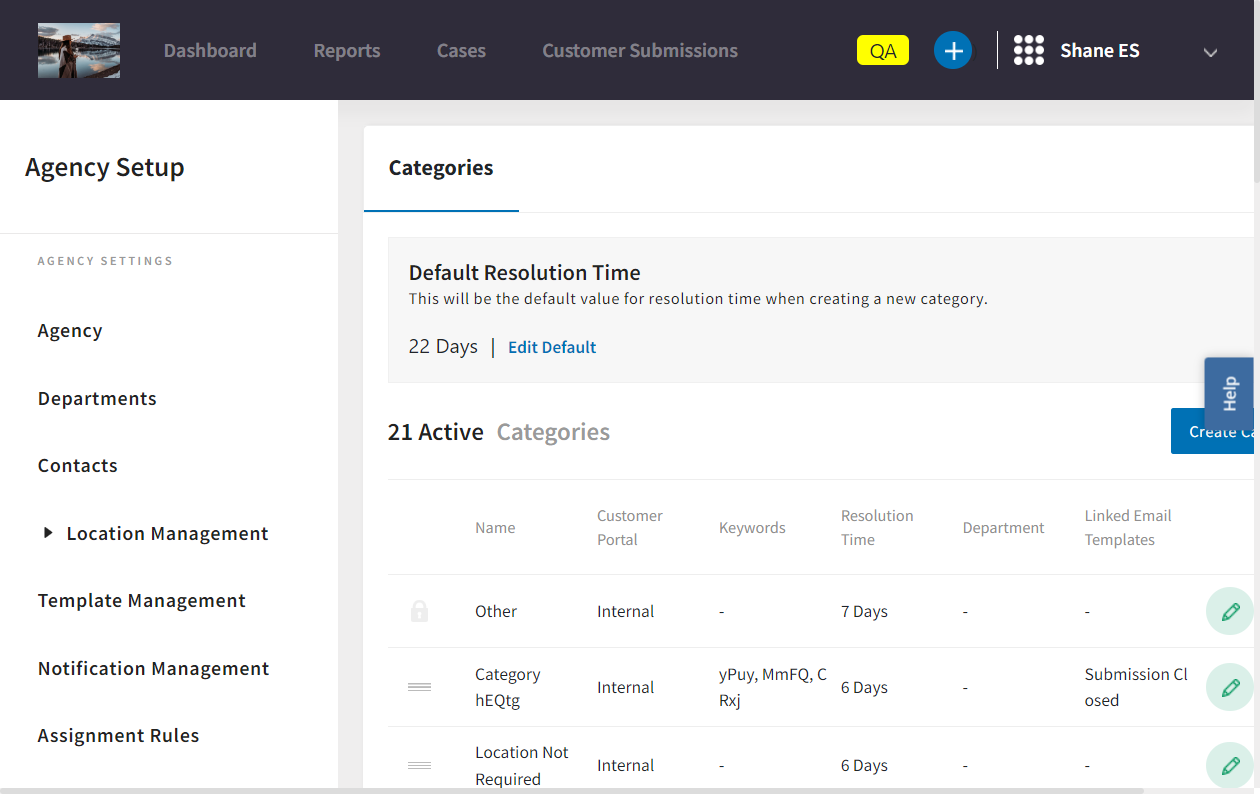 Dashboard
Reports
Cases
Customer Submissions
QA
Shane ES
Agency Setup
AGENCY SETTINGS
Agency
Departments
Contacts
Location Management
Template Management
Notification Management
Assignment Rules
Categories
Default Resolution Time
This will be the default value for resolution time when creating a new category.
22 Days | Edit Default
Help
21 Active Categories
Create
Name
Customer
Portal
Keywords
Resolution
Time
Department
Linked Email
Templates
Other
Internal
-
7 Days
-
-
Category
hEQtg
Internal
yPuy, MmFQ, C
Rxj
6 Days
-
Submission Cl
osed
Location Not
Required
Internal
-
6 Days
-
-